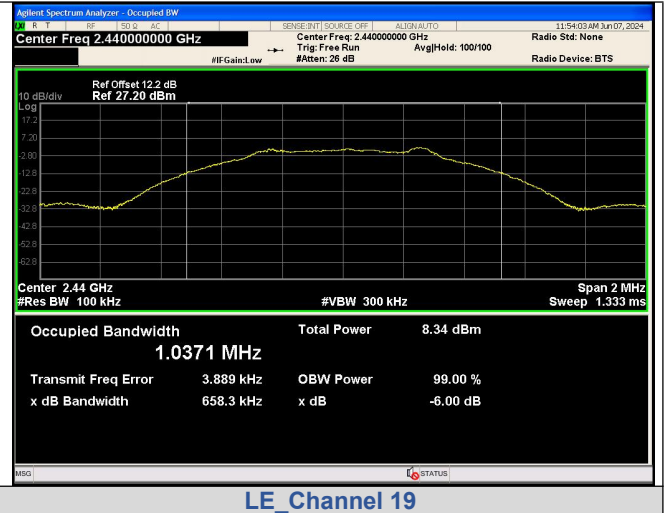 Agilent Spectrum Analyzer - Occupied BW
LXI R T RF 50 Ω AC SENSE:INT SOURCE OFF ALIGN AUTO 11:54:03 AM Jun 07, 2024
Center Freq 2.440000000 GHz Center Freq: 2.440000000 GHz Radio Std: None
Trig: Free Run Avg|Hold: 100/100
#IFGain:Low #Atten: 26 dB Radio Device: BTS
Ref Offset 12.2 dB
10 dB/div Ref 27.20 dBm
Log
17.2
7.20
-2.80
-12.8
-22.8
-32.8
-42.8
-52.8
-62.8
Center 2.44 GHz Span 2 MHz
#Res BW 100 kHz #VBW 300 kHz Sweep 1.333 ms
Occupied Bandwidth Total Power 8.34 dBm
1.0371 MHz
Transmit Freq Error 3.889 kHz OBW Power 99.00 %
x dB Bandwidth 658.3 kHz x dB -6.00 dB
MSG STATUS
LE_Channel 19